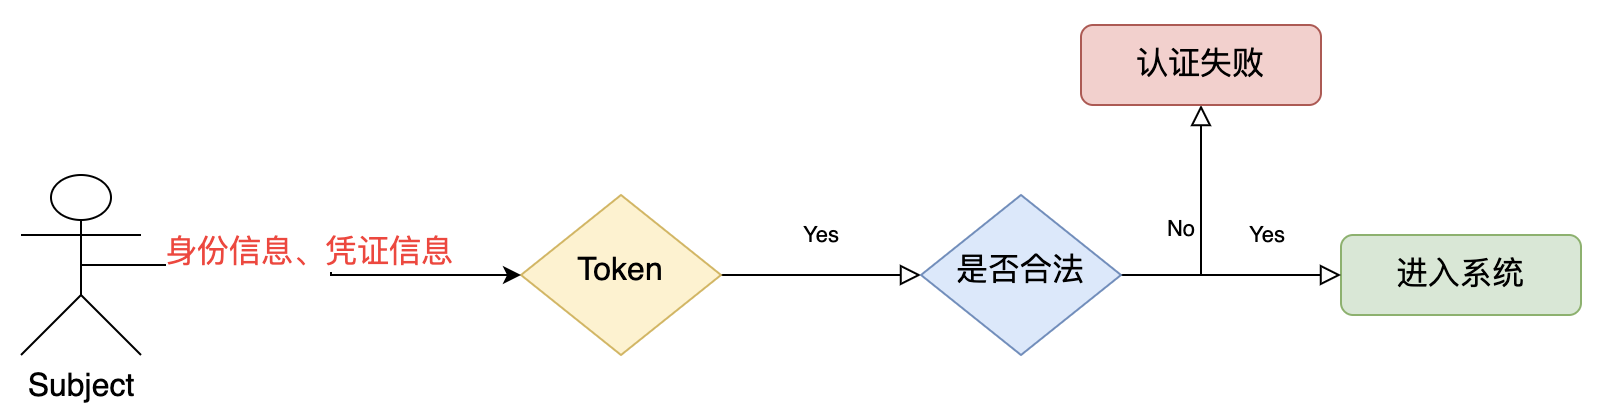 认证失败
身份信息、凭证信息
Yes
No
Yes
Token
是否合法
进入系统
Subject